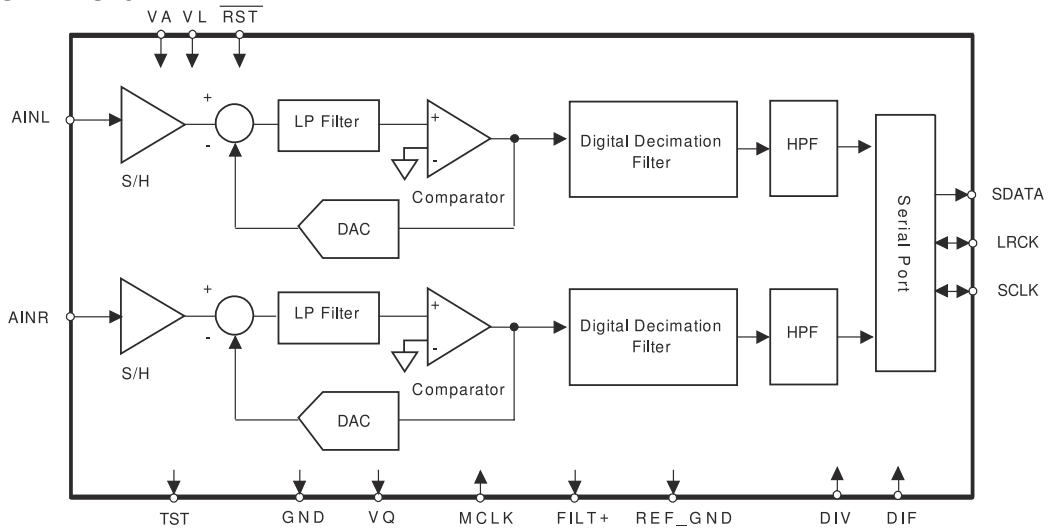 VA VL RST
AINL
+
-
S/H
LP Filter
+
-
Comparator
DAC
Digital Decimation
Filter
HPF
AINR
+
-
S/H
LP Filter
+
-
Comparator
DAC
Digital Decimation
Filter
HPF
Serial Port
SDATA
LRCK
SCLK
TST GND VQ MCLK FILT+ REF_GND DIV DIF